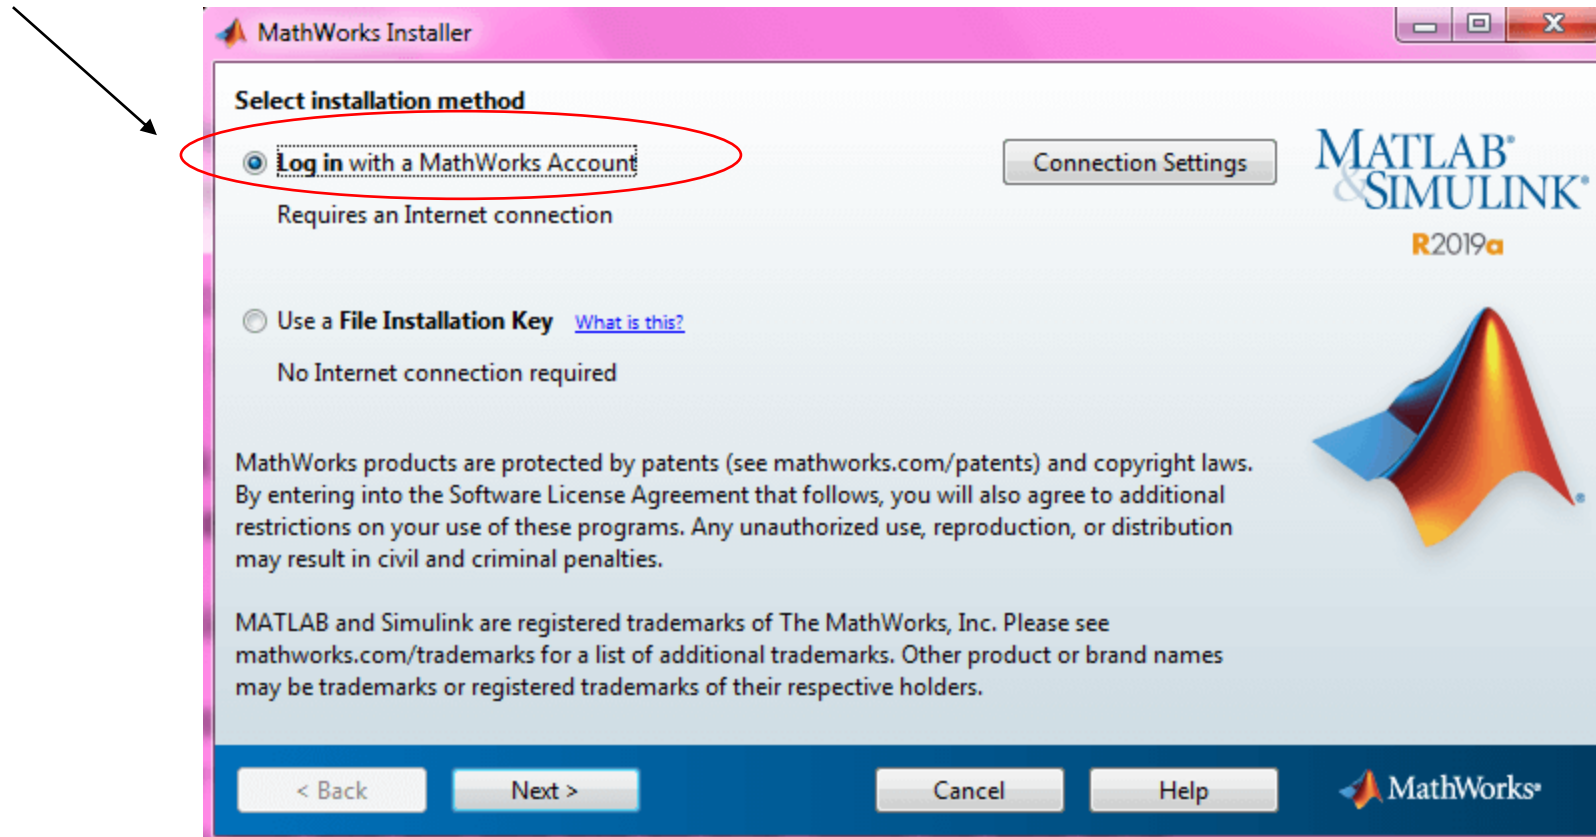 MathWorks Installer
Select installation method
Log in with a MathWorks Account
Connection Settings
Requires an Internet connection
MATLAB®
&SIMULINK®
R2019a
Use a File Installation Key What is this?
No Internet connection required
MathWorks products are protected by patents (see mathworks.com/patents) and copyright laws.
By entering into the Software License Agreement that follows, you will also agree to additional
restrictions on your use of these programs. Any unauthorized use, reproduction, or distribution
may result in civil and criminal penalties.
MATLAB and Simulink are registered trademarks of The MathWorks, Inc. Please see
mathworks.com/trademarks for a list of additional trademarks. Other product or brand names
may be trademarks or registered trademarks of their respective holders.
< Back Next > Cancel Help MathWorks®